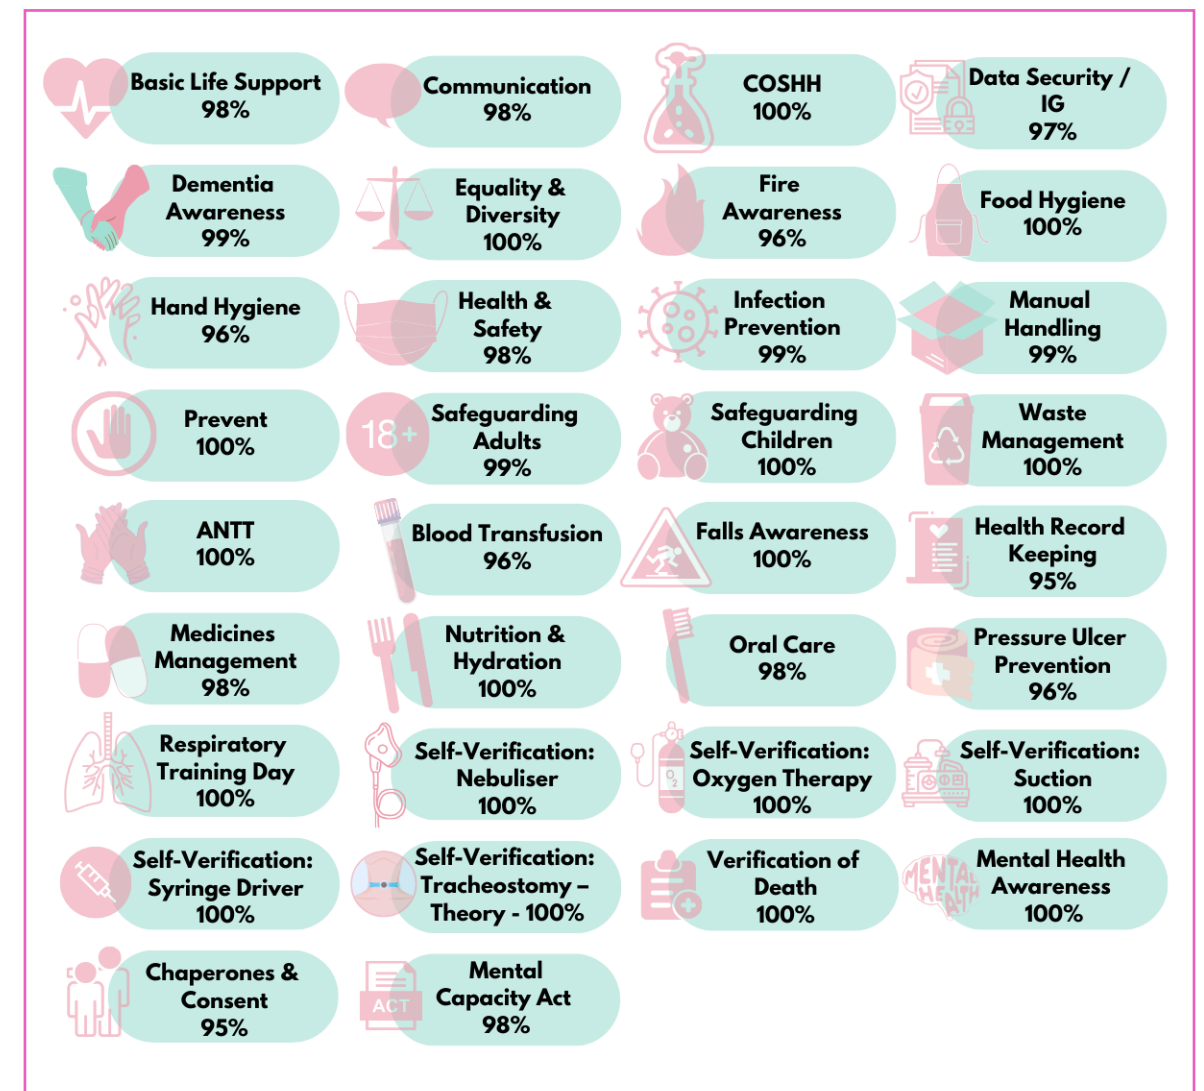 Basic Life Support
98%
Communication
98%
COSHH
100%
Data Security /
IG
97%
Dementia
Awareness
99%
Equality &
Diversity
100%
Fire
Awareness
96%
Food Hygiene
100%
Hand Hygiene
96%
Health &
Safety
98%
Infection
Prevention
99%
Manual
Handling
99%
Prevent
100%
18+
Safeguarding
Adults
99%
Safeguarding
Children
100%
Waste
Management
100%
ANTT
100%
Blood Transfusion
96%
Falls Awareness
100%
Health Record
Keeping
95%
Medicines
Management
98%
Nutrition &
Hydration
100%
Oral Care
98%
Pressure Ulcer
Prevention
96%
Respiratory
Training Day
100%
Self-Verification:
Nebuliser
100%
O2
Self-Verification:
Oxygen Therapy
100%
Self-Verification:
Suction
100%
Self-Verification:
Syringe Driver
100%
Self-Verification:
Tracheostomy –
Theory - 100%
Verification of
Death
100%
MENTAL
HEALTH
Mental Health
Awareness
100%
Chaperones &
Consent
95%
ACT
Mental
Capacity Act
98%